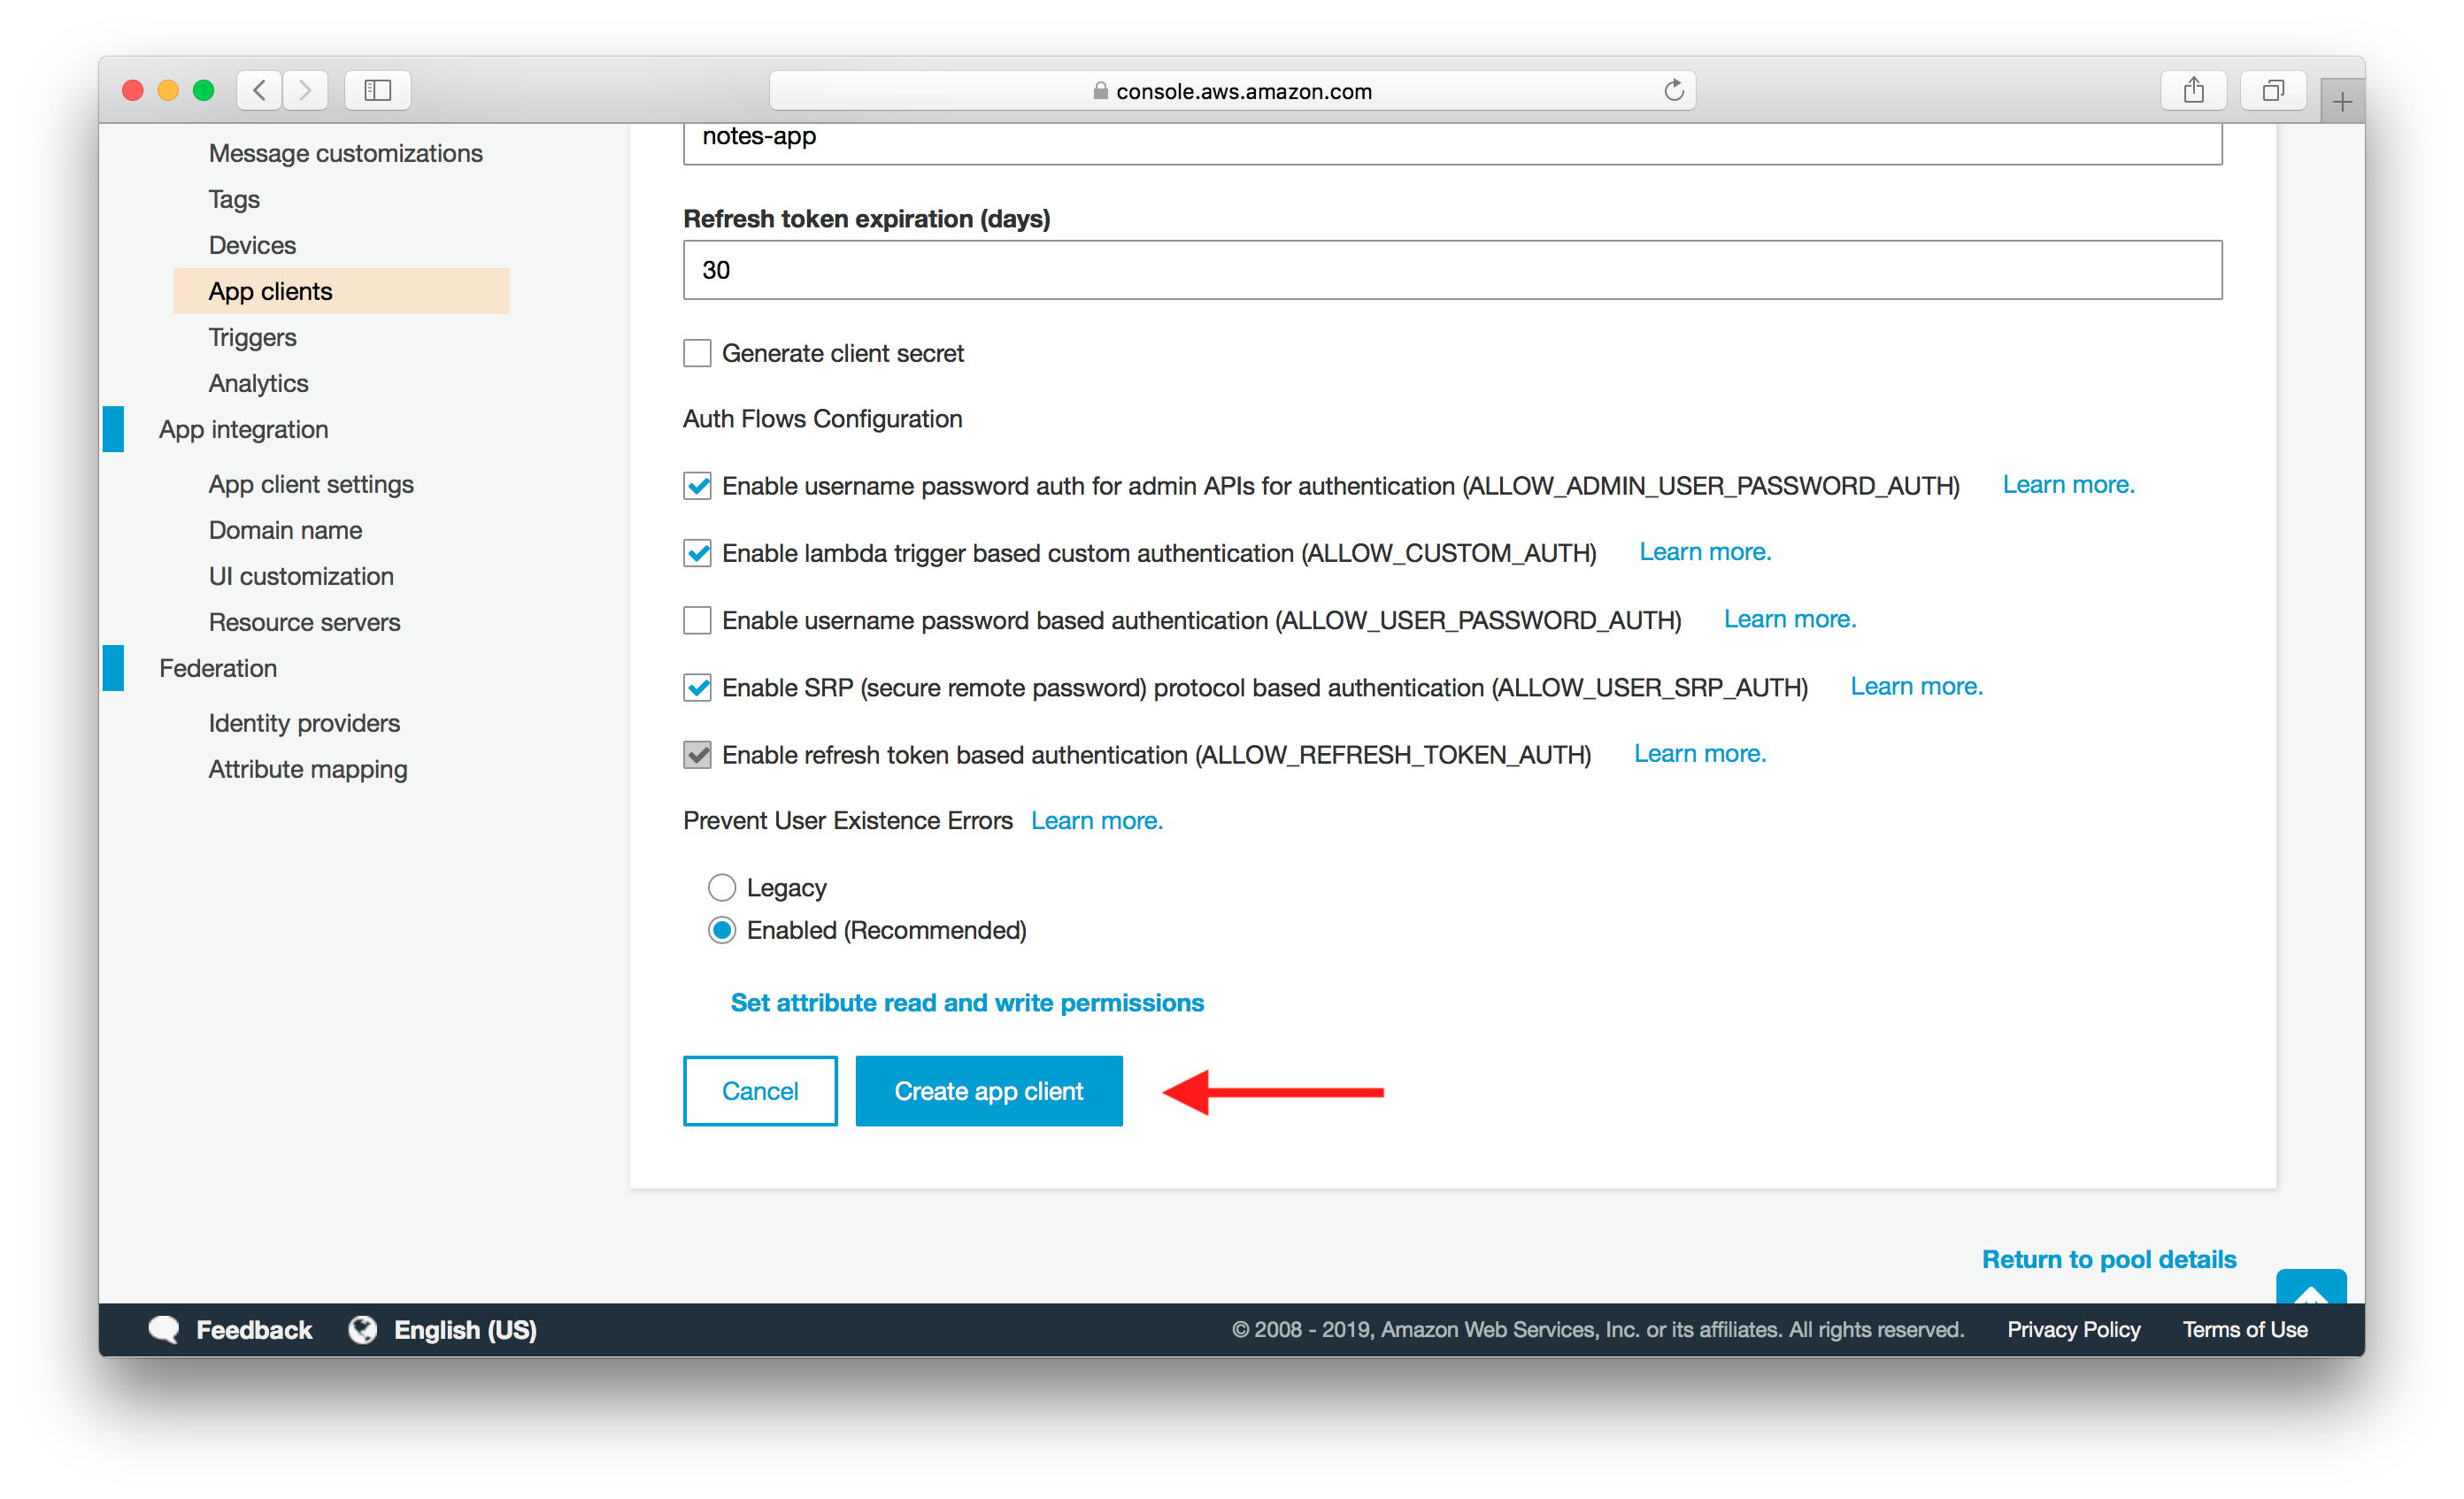 console.aws.amazon.com
Message customizations
Tags
Devices
App clients
Triggers
Analytics
App integration
App client settings
Domain name
UI customization
Resource servers
Federation
Identity providers
Attribute mapping
notes-app
Refresh token expiration (days)
30
Generate client secret
Auth Flows Configuration
Enable username password auth for admin APIs for authentication (ALLOW_ADMIN_USER_PASSWORD_AUTH) Learn more.
Enable lambda trigger based custom authentication (ALLOW_CUSTOM_AUTH) Learn more.
Enable username password based authentication (ALLOW_USER_PASSWORD_AUTH) Learn more.
Enable SRP (secure remote password) protocol based authentication (ALLOW_USER_SRP_AUTH) Learn more.
Enable refresh token based authentication (ALLOW_REFRESH_TOKEN_AUTH) Learn more.
Prevent User Existence Errors Learn more.
Legacy
Enabled (Recommended)
Set attribute read and write permissions
Cancel Create app client
Return to pool details
Feedback English (US) © 2008 - 2019, Amazon Web Services, Inc. or its affiliates. All rights reserved. Privacy Policy Terms of Use